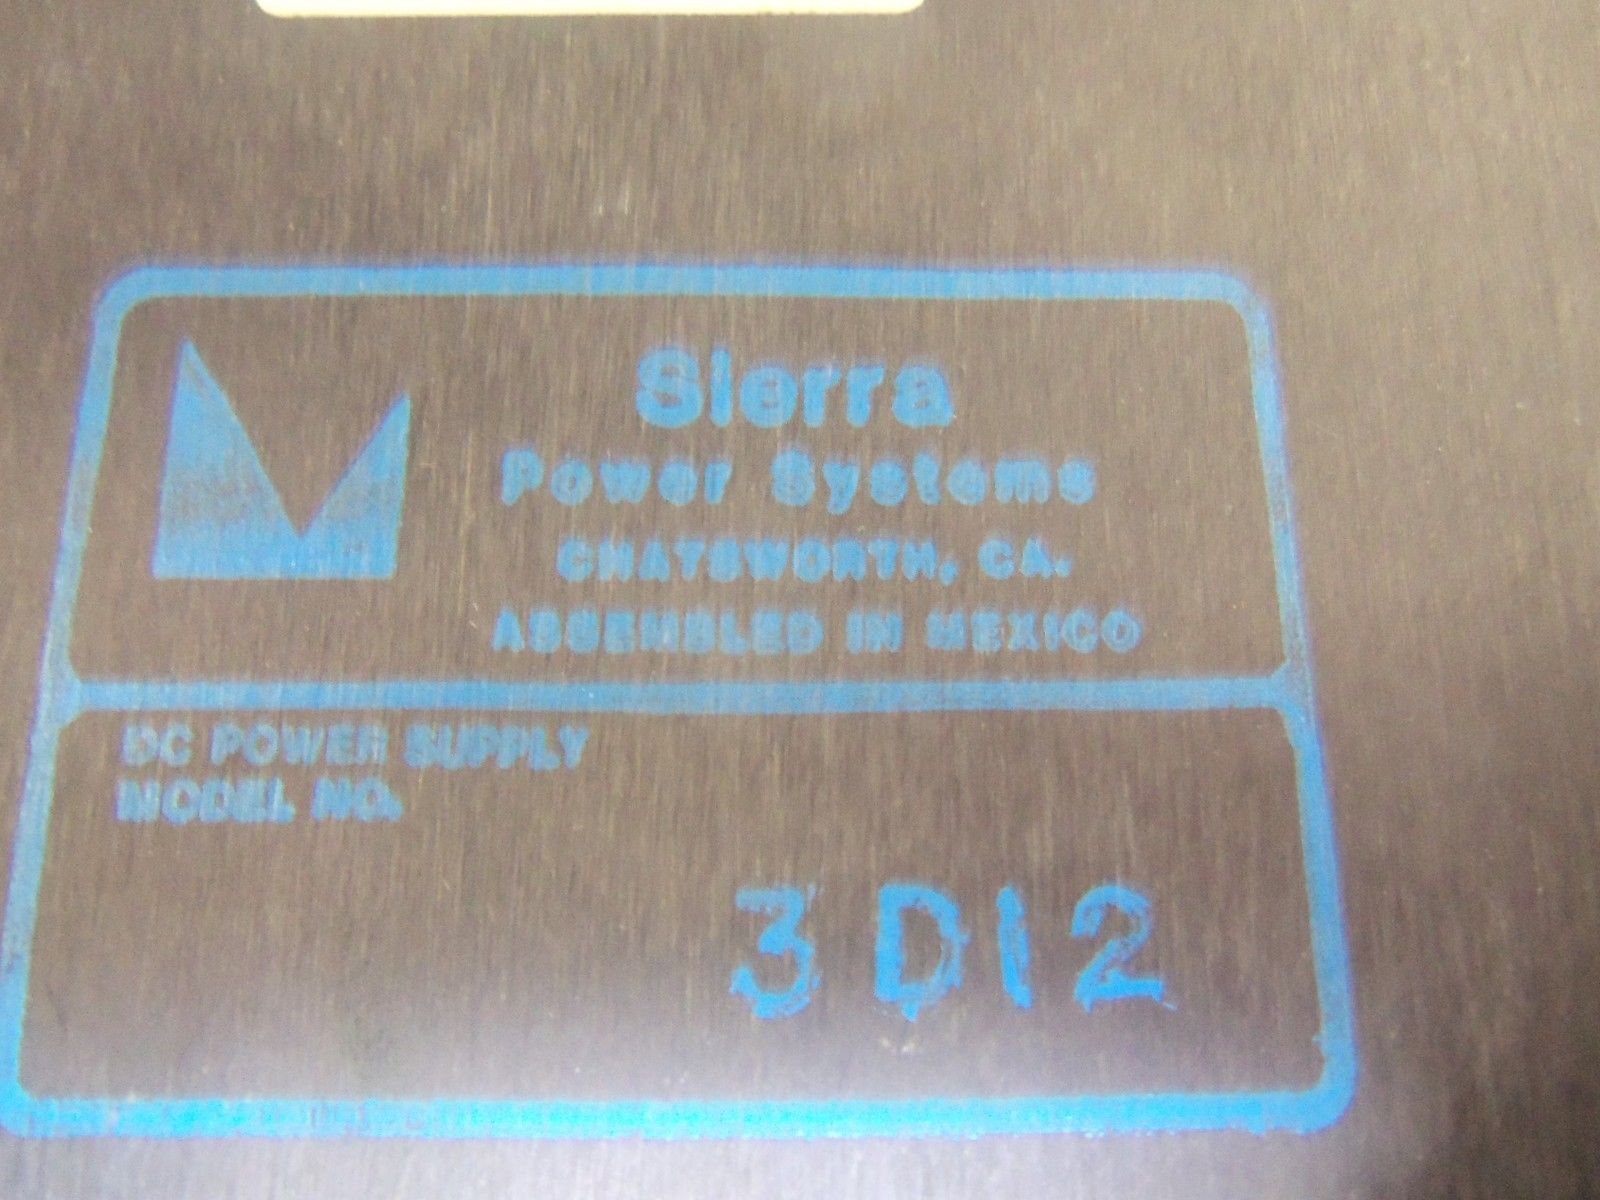 Sierra
Power Systems
CHATSWORTH, CA.
ASSEMBLED IN MEXICO
DC POWER SUPPLY
MODEL NO.
3D12